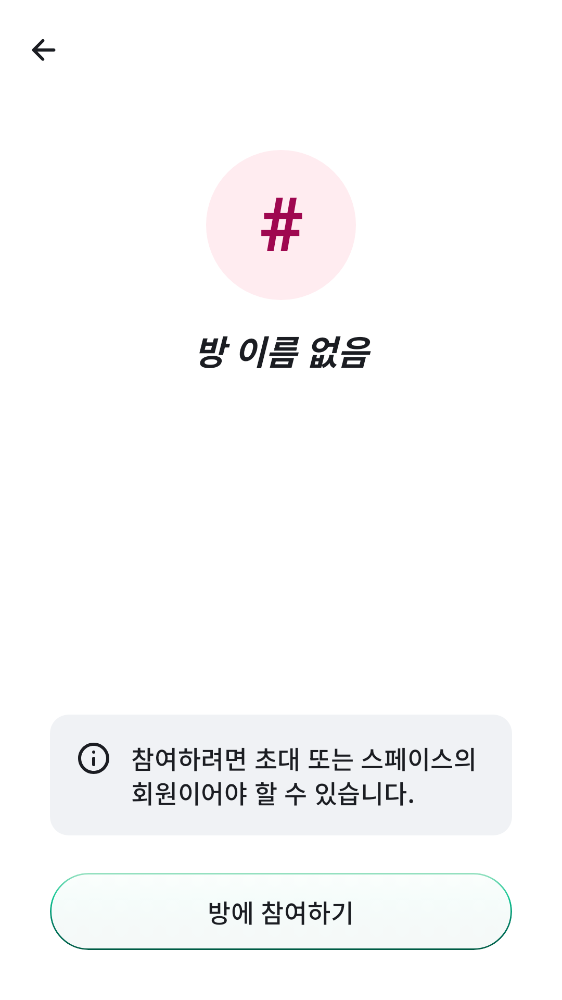 #
방 이름 없음
참여하려면 초대 또는 스페이스의
회원이어야 할 수 있습니다.
방에 참여하기